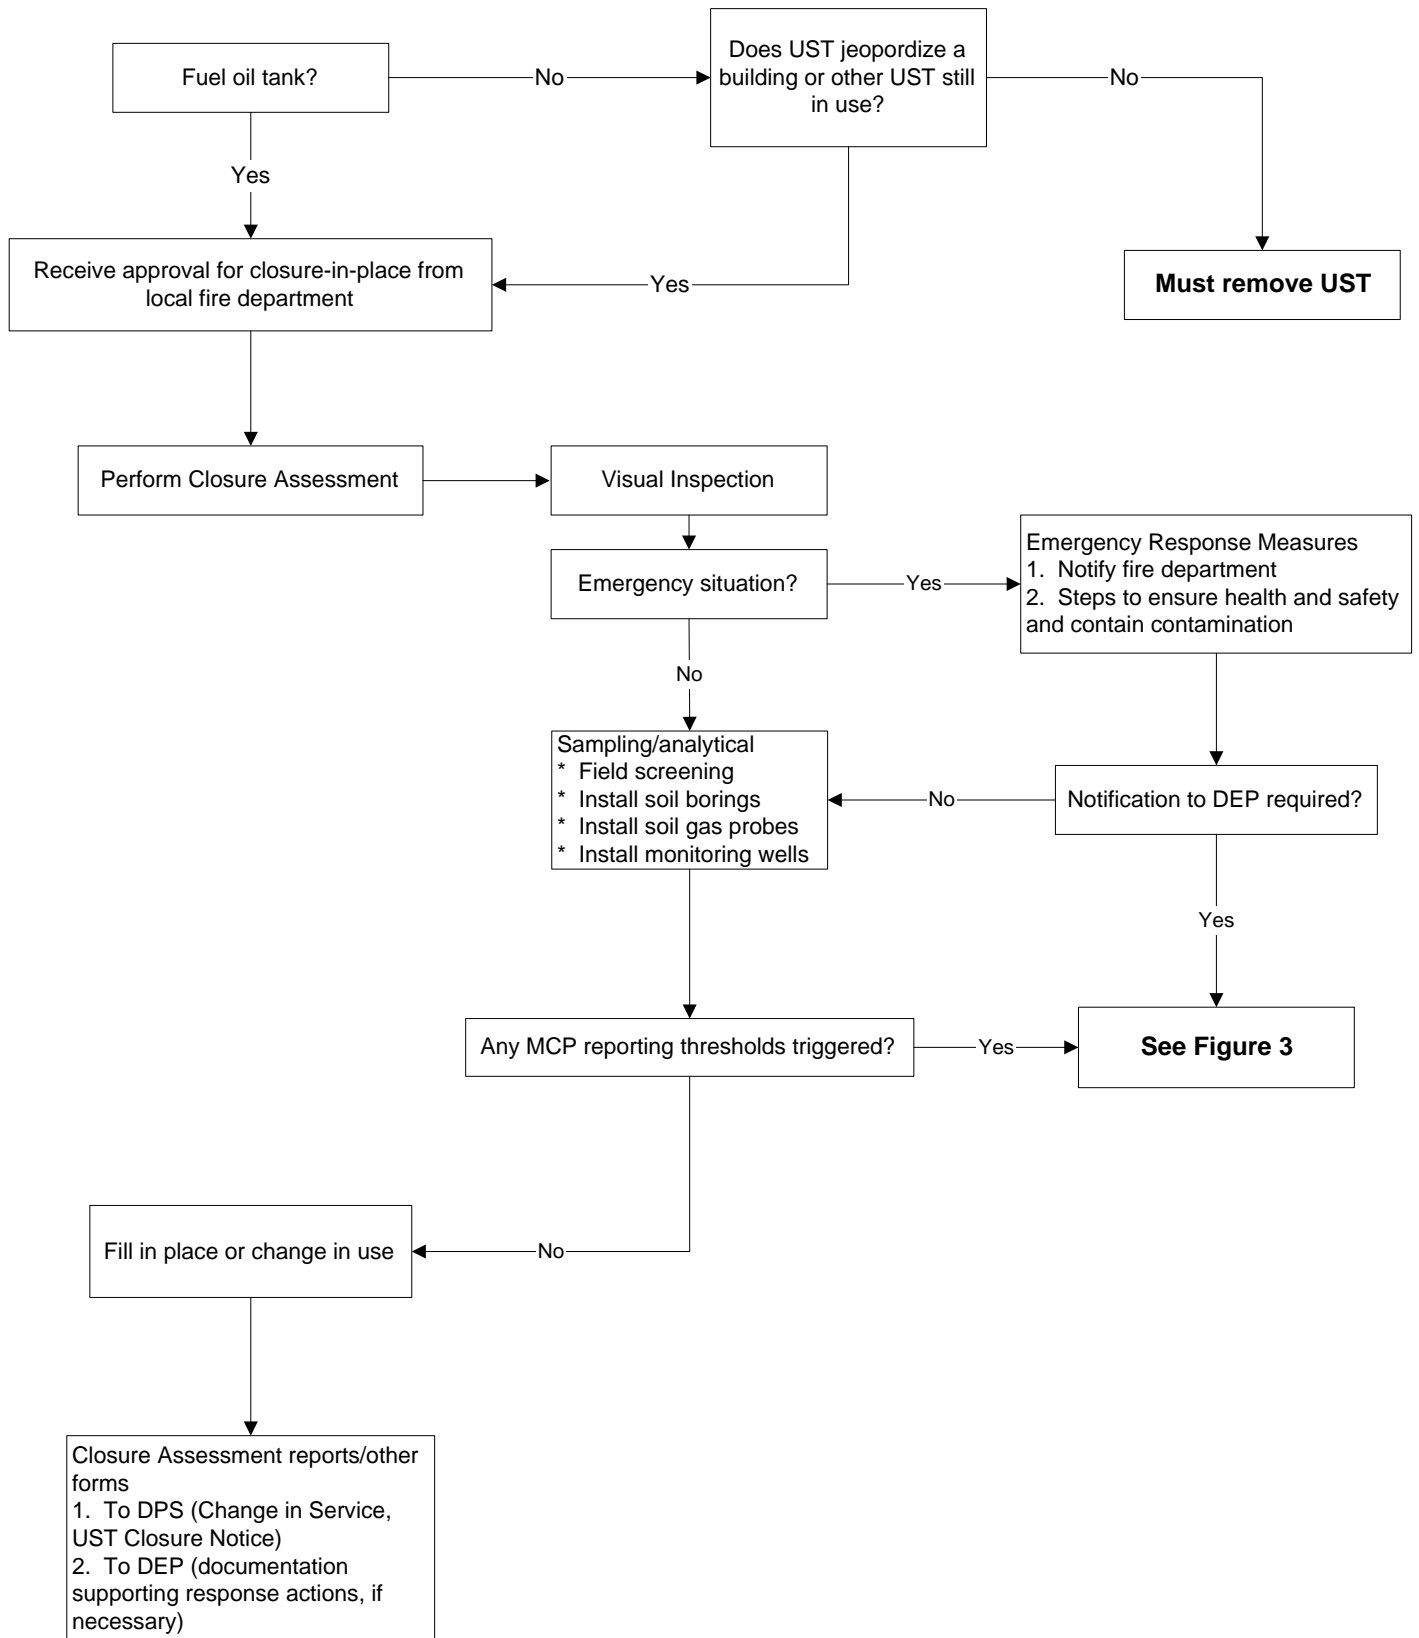 Fuel oil tank?
No
Does UST jeopordize a
building or other UST still
in use?
No
Yes
Receive approval for closure-in-place from
local fire department
Yes
Must remove UST
Perform Closure Assessment
Visual Inspection
Emergency situation?
Yes
Emergency Response Measures
1. Notify fire department
2. Steps to ensure health and safety
and contain contamination
No
Sampling/analytical
* Field screening
* Install soil borings
* Install soil gas probes
* Install monitoring wells
No
Notification to DEP required?
Yes
Any MCP reporting thresholds triggered?
Yes
See Figure 3
Fill in place or change in use
No
Closure Assessment reports/other
forms
1. To DPS (Change in Service,
UST Closure Notice)
2. To DEP (documentation
supporting response actions, if
necessary)